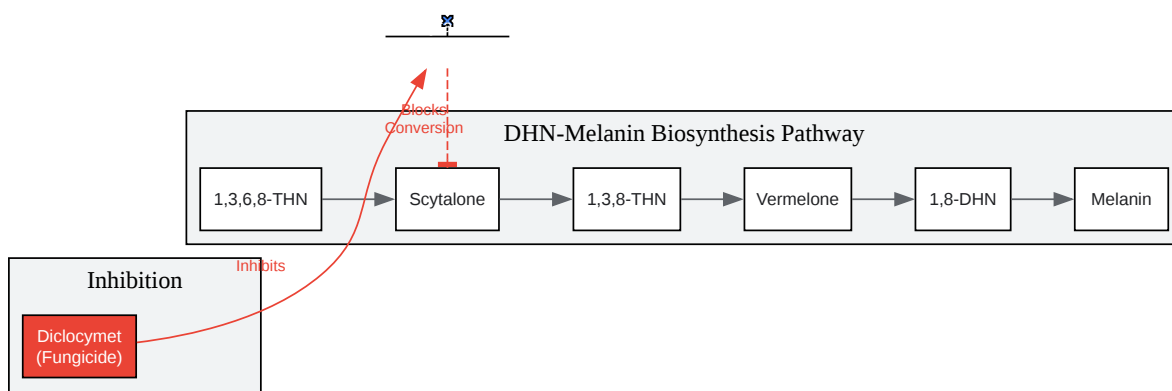 Blocks
Conversion
DHN-Melanin Biosynthesis Pathway
1,3,6,8-THN
Scytalone
1,3,8-THN
Vermelone
1,8-DHN
Melanin
Inhibits
Inhibition
Diclocymet
(Fungicide)